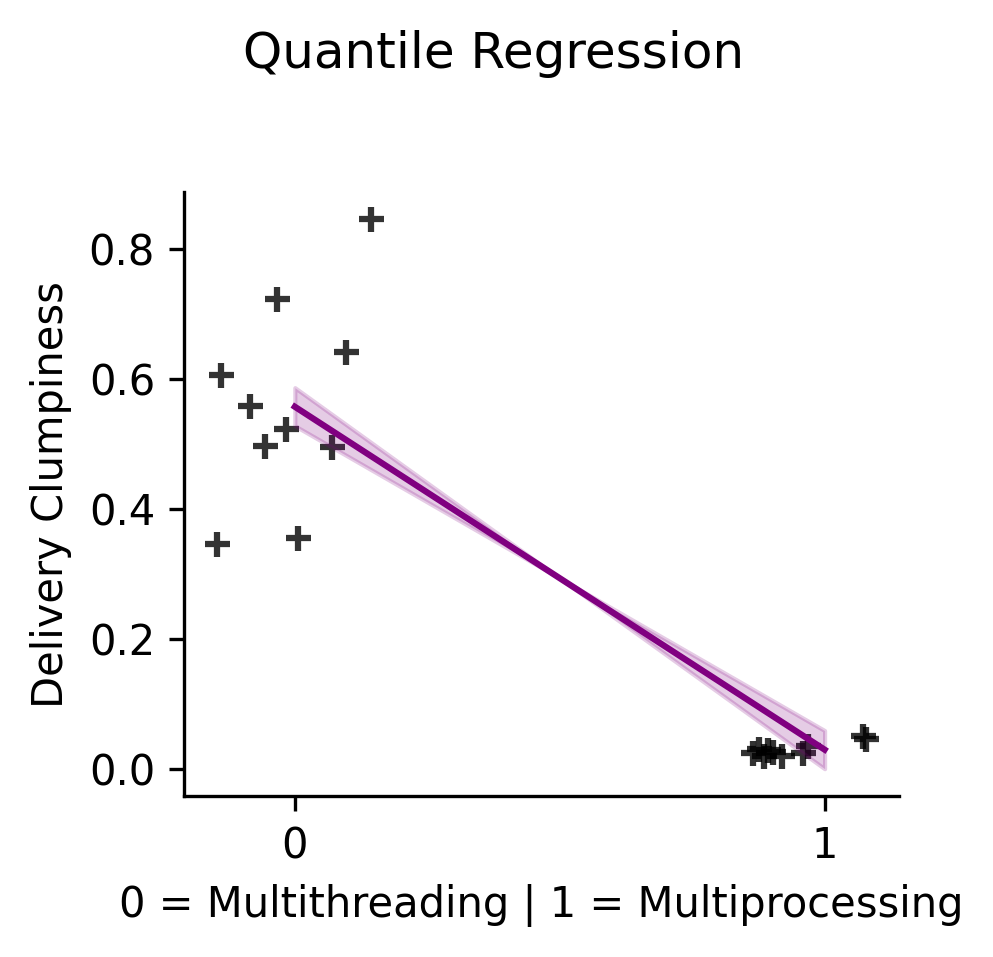 Quantile Regression
Delivery Clumpiness
0.8
0.6
0.4
0.2
0.0
0 1
0 = Multithreading | 1 = Multiprocessing